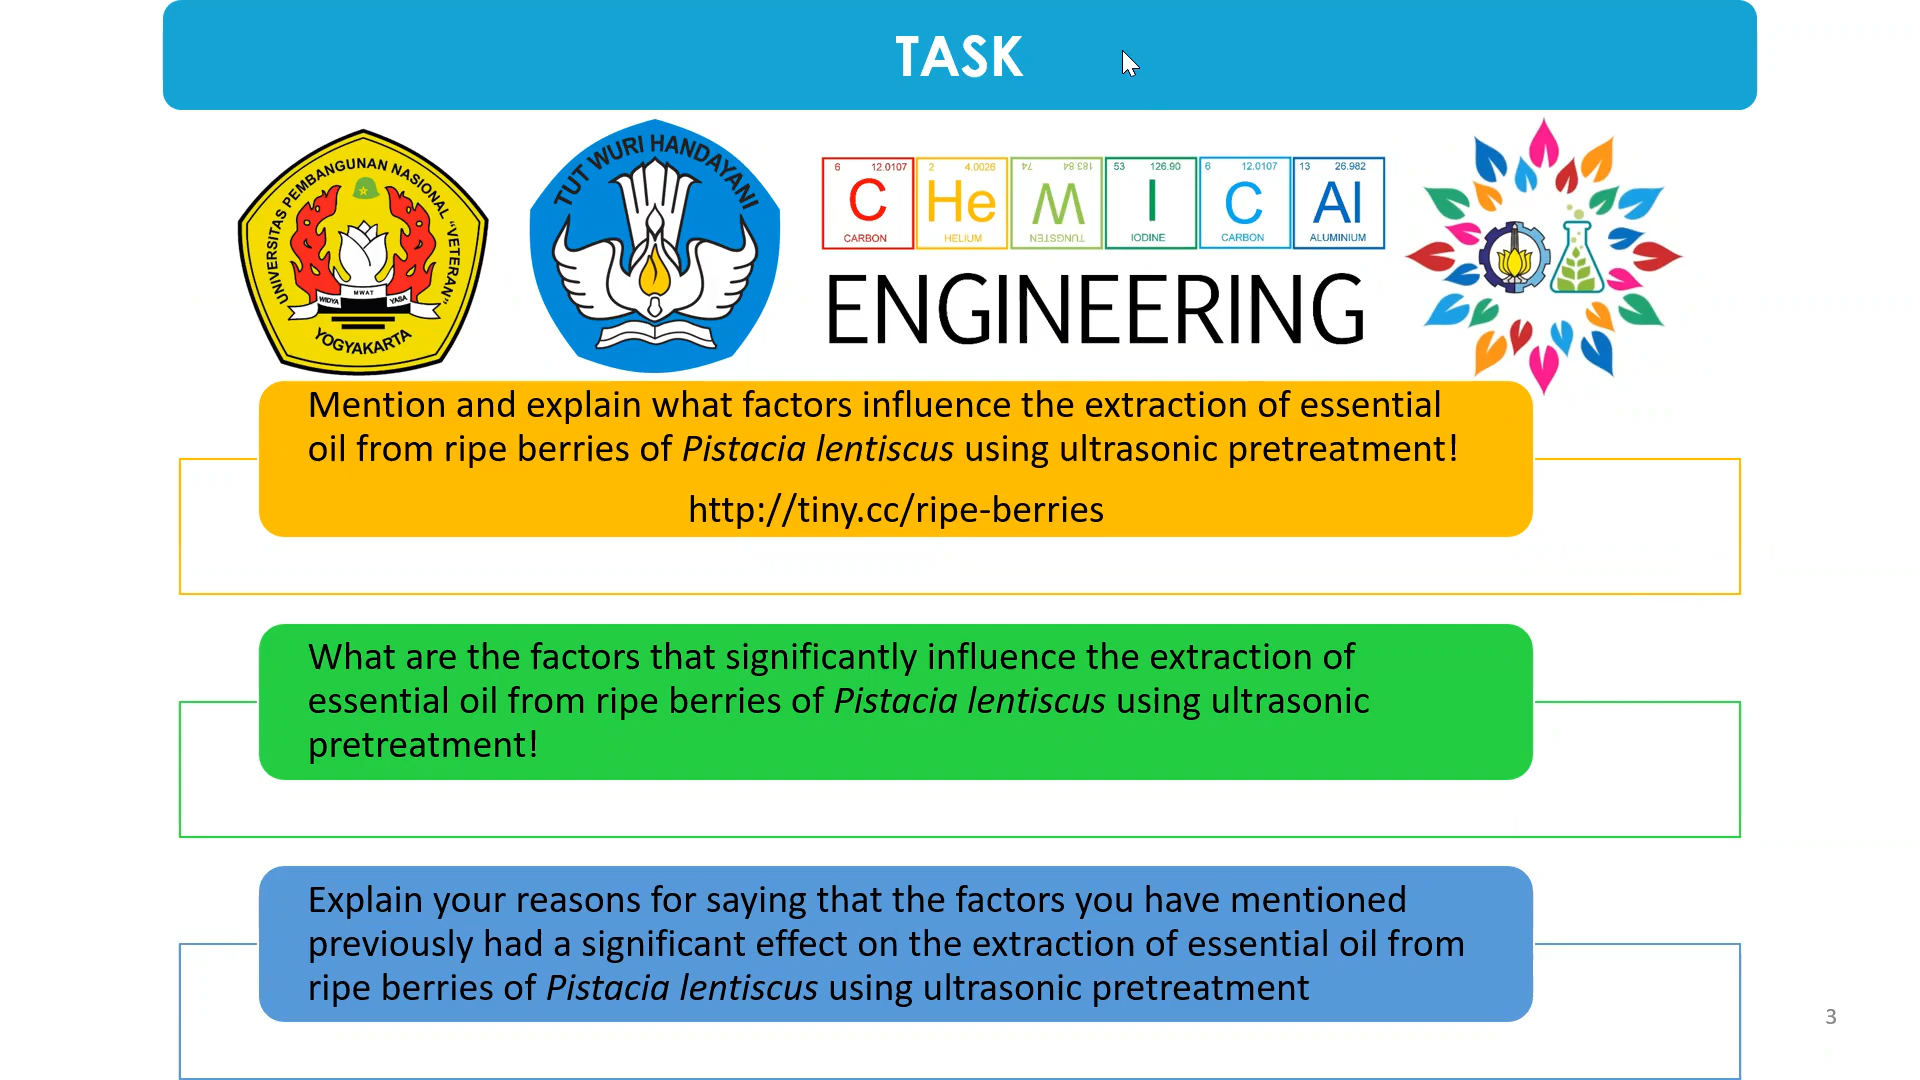 TASK
UNIVERSITAS PEMBANGUNAN NASIONAL "VETERAN"
WIDYA
MWAT
YASA
YOGYAKARTA
TUT WURI HANDAYANI
6 12.0107
C
CARBON
2 4.0026
He
HELIUM
74 183.84
W
TUNGSTEN
53 126.90
I
IODINE
6 12.0107
C
CARBON
13 26.982
Al
ALUMINIUM
ENGINEERING
Mention and explain what factors influence the extraction of essential
oil from ripe berries of Pistacia lentiscus using ultrasonic pretreatment!
http://tiny.cc/ripe-berries
What are the factors that significantly influence the extraction of
essential oil from ripe berries of Pistacia lentiscus using ultrasonic
pretreatment!
Explain your reasons for saying that the factors you have mentioned
previously had a significant effect on the extraction of essential oil from
ripe berries of Pistacia lentiscus using ultrasonic pretreatment
3